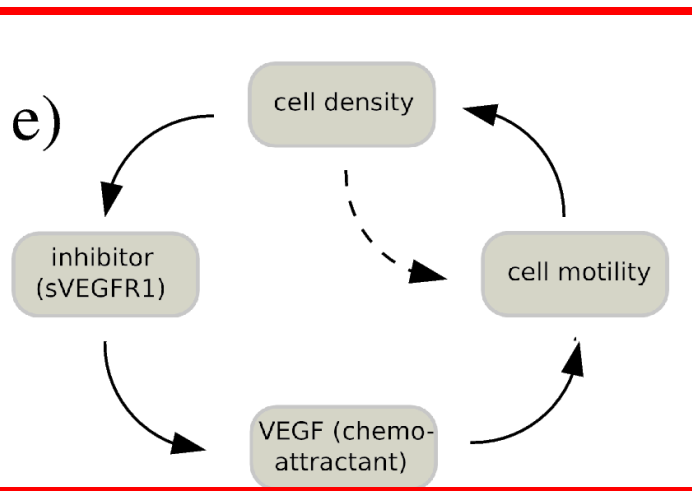 e)
cell density
inhibitor
(sVEGFR1)
cell motility
VEGF (chemo-
attractant)